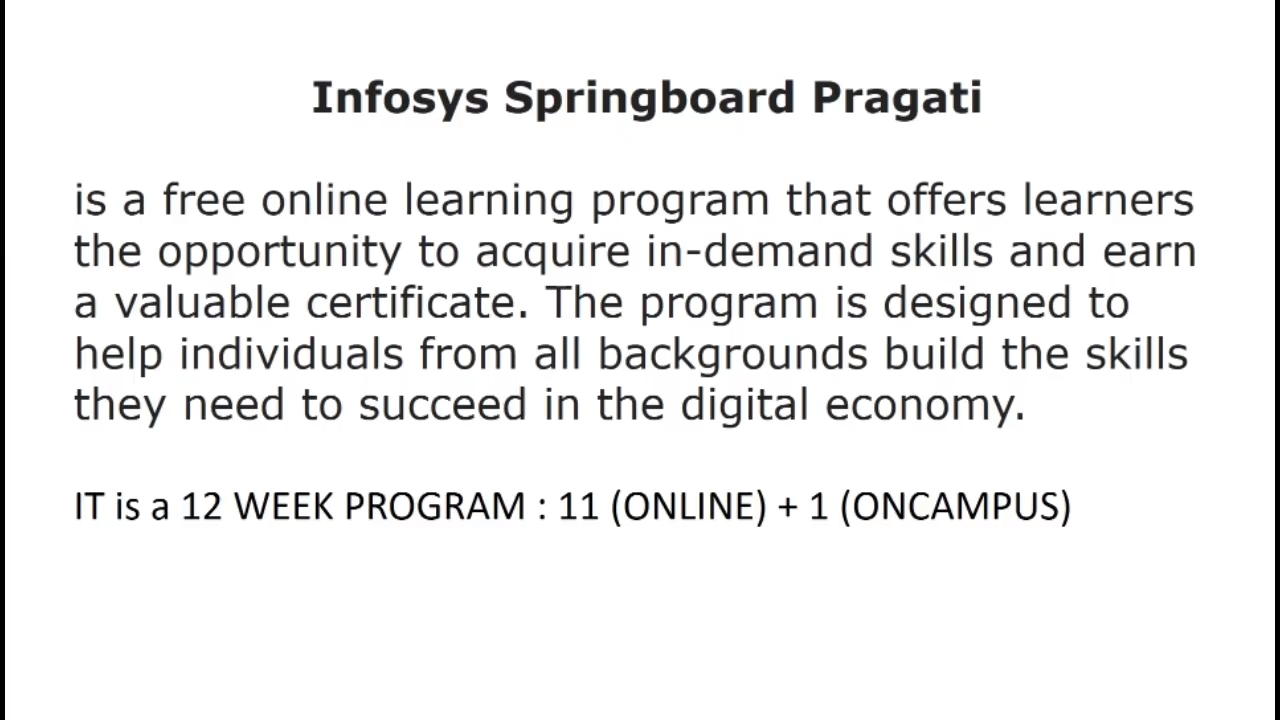 Infosys Springboard Pragati
is a free online learning program that offers learners
the opportunity to acquire in-demand skills and earn
a valuable certificate. The program is designed to
help individuals from all backgrounds build the skills
they need to succeed in the digital economy.
IT is a 12 WEEK PROGRAM : 11 (ONLINE) + 1 (ONCAMPUS)